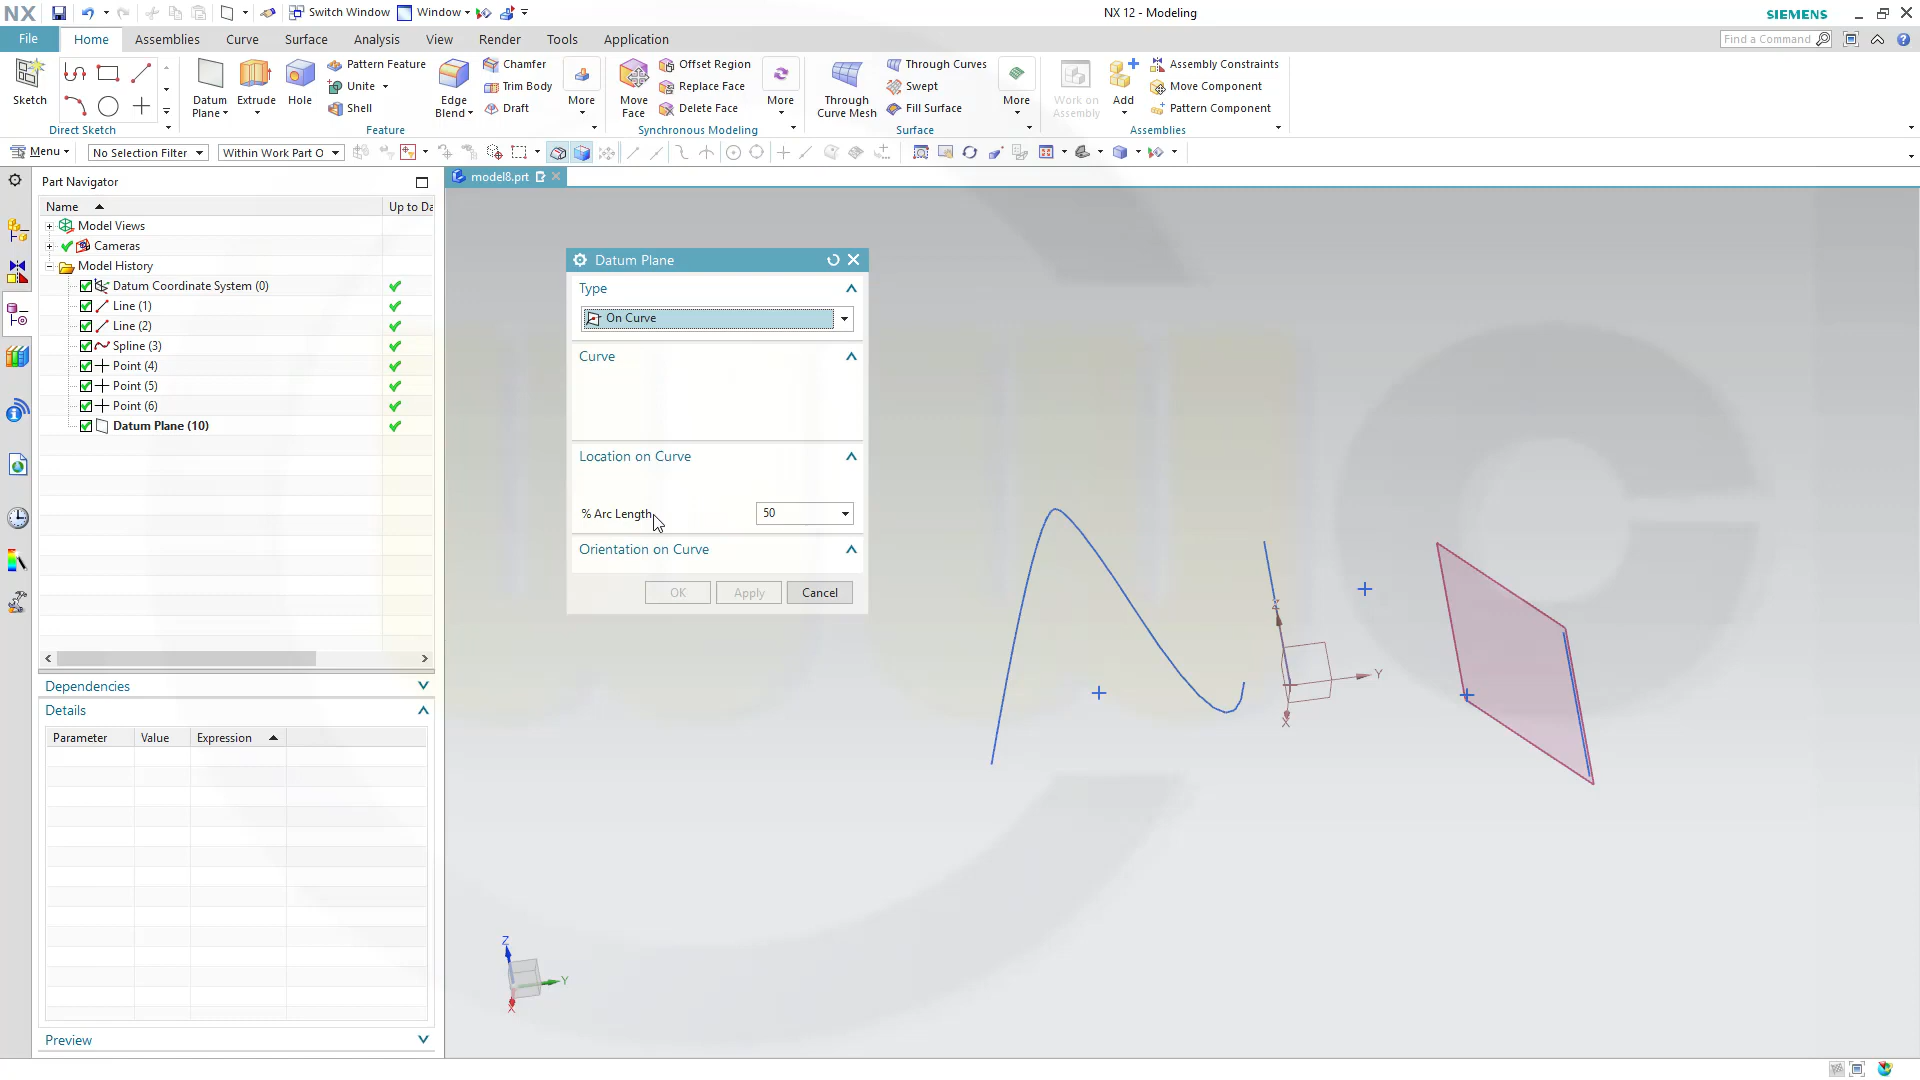 NX
Switch Window
Window
NX 12 - Modeling
SIEMENS
File
Home
Assemblies
Curve
Surface
Analysis
View
Render
Tools
Application
Find a Command
Sketch
Direct Sketch
Datum
Plane
Extrude
Hole
Pattern Feature
Unite
Shell
Edge
Blend
Chamfer
Trim Body
Draft
More
Feature
Move
Face
Offset Region
Replace Face
Delete Face
More
Synchronous Modeling
Through
Curve Mesh
Through Curves
Swept
Fill Surface
More
Surface
Work on
Assembly
Add
Assembly Constraints
Move Component
Pattern Component
Assemblies
Menu
No Selection Filter
Within Work Part O
Part Navigator
model8.prt
Name
Up to Da
Model Views
Cameras
Model History
Datum Coordinate System (0)
Line (1)
Line (2)
Spline (3)
Point (4)
Point (5)
Point (6)
Datum Plane (10)
Dependencies
Details
Parameter
Value
Expression
Preview
Datum Plane
Type
On Curve
Curve
Location on Curve
% Arc Length
50
Orientation on Curve
OK
Apply
Cancel
Z
Y
X
Z
Y
X